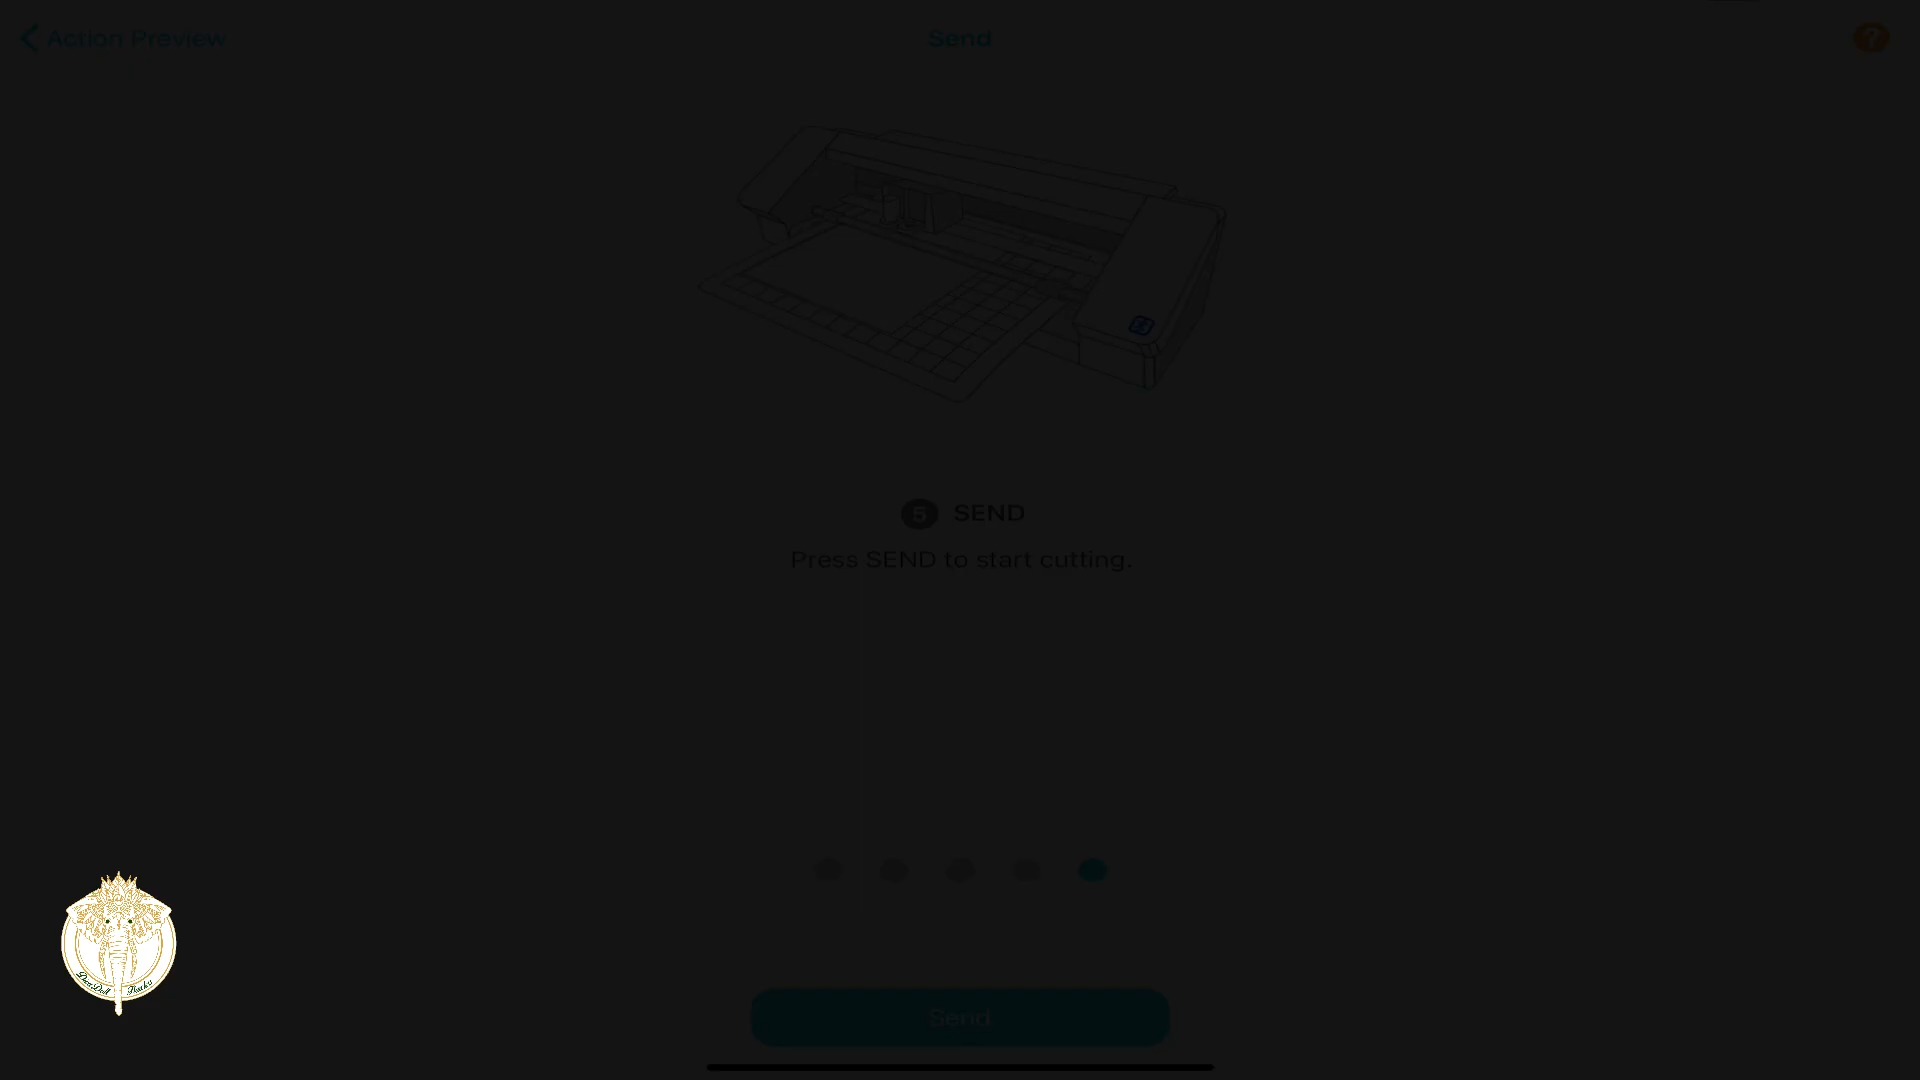 Action Preview
Send
?
5 SEND
Press SEND to start cutting.
Send